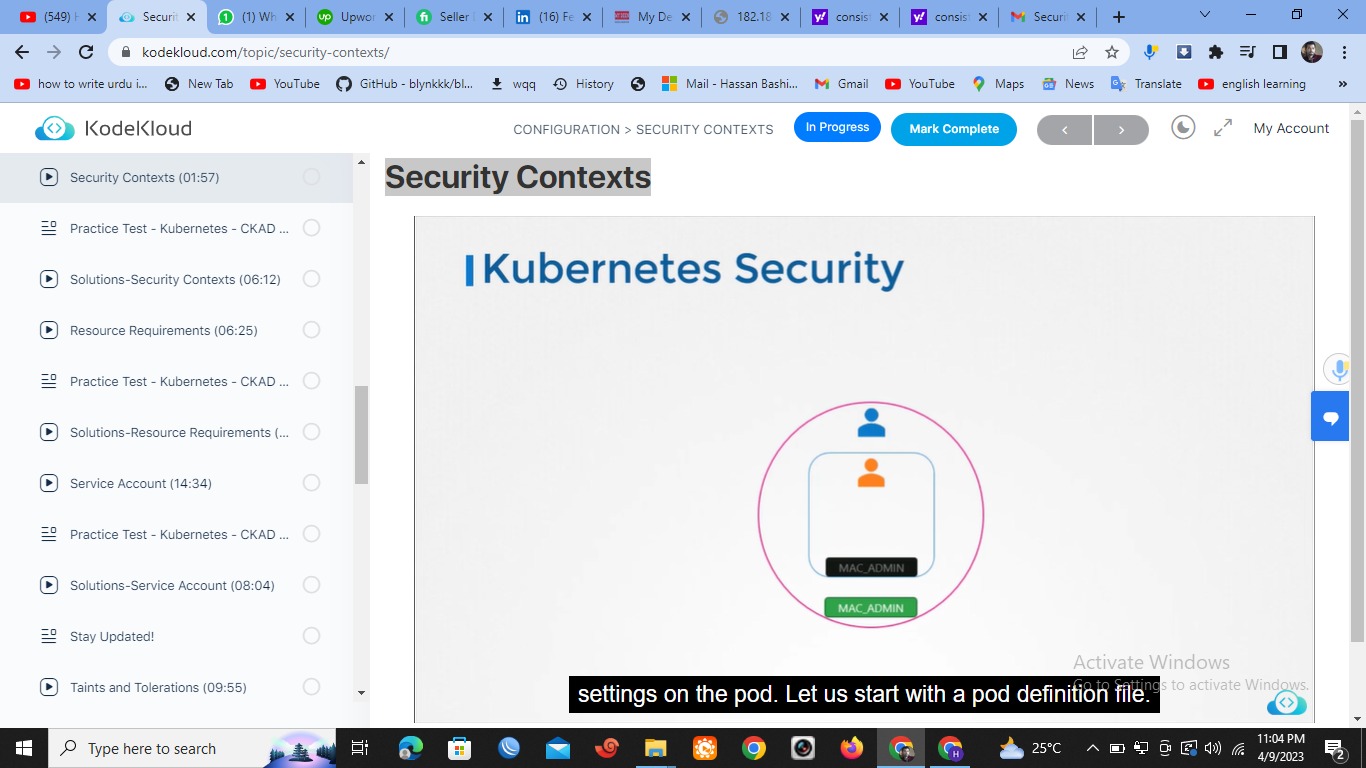 (549) H
Securit
(1) Wh
Upwor
Seller
(16) Fe
My De
182.18
consist
consist
Securit
kodekloud.com/topic/security-contexts/
how to write urdu i...
New Tab
YouTube
GitHub - blynkkk/bl...
wqq
History
Mail - Hassan Bashi...
Gmail
YouTube
Maps
News
Translate
english learning
»
KodeKloud
CONFIGURATION > SECURITY CONTEXTS
In Progress
Mark Complete
<
>
My Account
Security Contexts (01:57)
Practice Test - Kubernetes - CKAD ...
Solutions-Security Contexts (06:12)
Resource Requirements (06:25)
Practice Test - Kubernetes - CKAD ...
Solutions-Resource Requirements (...
Service Account (14:34)
Practice Test - Kubernetes - CKAD ...
Solutions-Service Account (08:04)
Stay Updated!
Taints and Tolerations (09:55)
Security Contexts
Kubernetes Security
MAC_ADMIN
MAC_ADMIN
settings on the pod. Let us start with a pod definition file.
Activate Windows
Go to Settings to activate Windows.
Type here to search
25°C
11:04 PM
4/9/2023
2